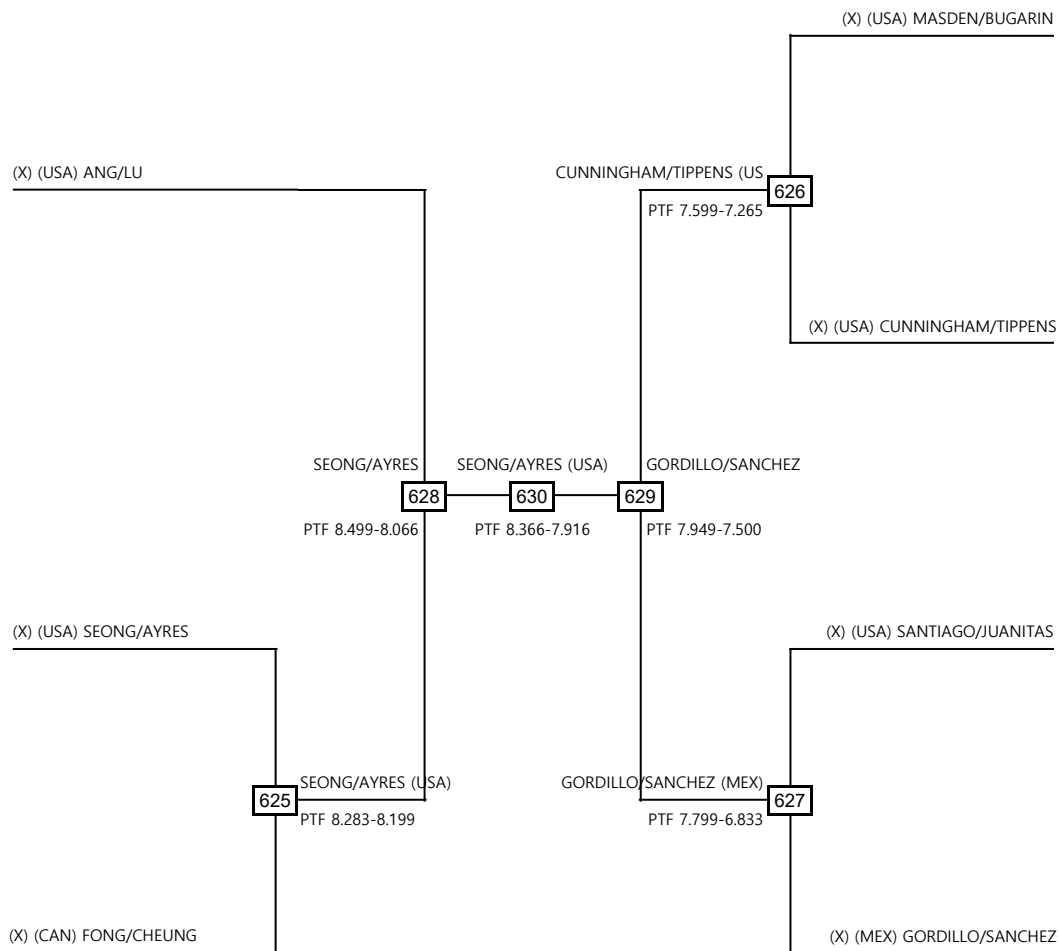 (X) (USA) MASDEN/BUGARIN
(X) (USA) ANG/LU
CUNNINGHAM/TIPPENS (US
626
PTF 7.599-7.265
(X) (USA) CUNNINGHAM/TIPPENS
SEONG/AYRES
SEONG/AYRES (USA)
GORDILLO/SANCHEZ
628
630
629
PTF 8.499-8.066
PTF 8.366-7.916
PTF 7.949-7.500
(X) (USA) SEONG/AYRES
(X) (USA) SANTIAGO/JUANITAS
SEONG/AYRES (USA)
GORDILLO/SANCHEZ (MEX)
625
627
PTF 8.283-8.199
PTF 7.799-6.833
(X) (CAN) FONG/CHEUNG
(X) (MEX) GORDILLO/SANCHEZ